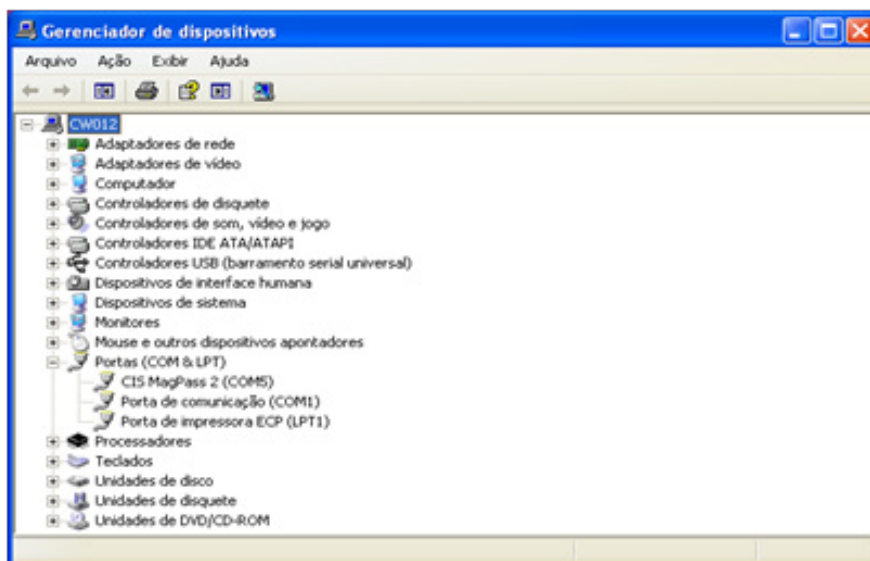 Gerenciador de dispositivos
Arquivo Ação Exibir Ajuda
CW012
Adaptadores de rede
Adaptadores de vídeo
Computador
Controladores de disquete
Controladores de som, vídeo e jogo
Controladores IDE ATA/ATAPI
Controladores USB (barramento serial universal)
Dispositivos de interface humana
Dispositivos de sistema
Monitores
Mouse e outros dispositivos apontadores
Portas (COM & LPT)
CIS MagPass 2 (COM5)
Porta de comunicação (COM1)
Porta de impressora ECP (LPT1)
Processadores
Teclados
Unidades de disco
Unidades de disquete
Unidades de DVD/CD-ROM